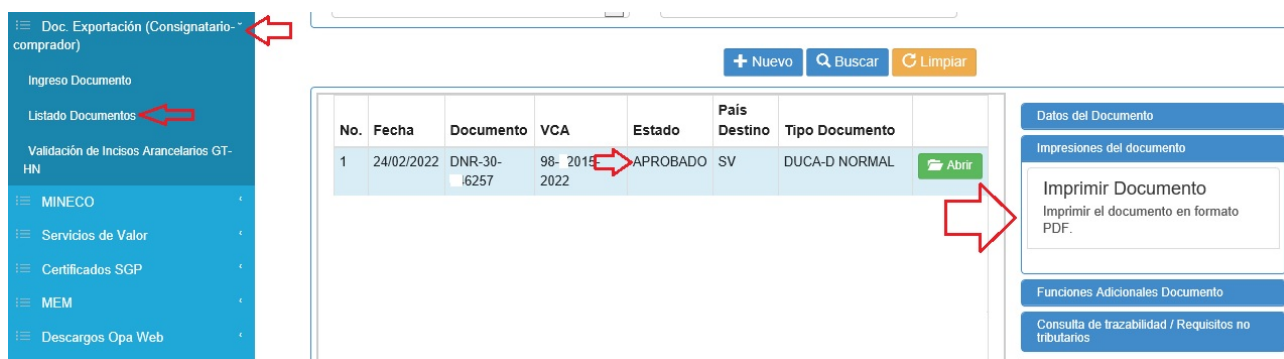 Doc. Exportación (Consignatario-
comprador)
Ingreso Documento
Listado Documentos
Validación de Incisos Arancelarios GT-
HN
MINECO
Servicios de Valor
Certificados SGP
MEM
Descargos Opa Web
Nuevo Buscar Limpiar
No. Fecha Documento VCA Estado País
Destino Tipo Documento
1 24/02/2022 DNR-30- 98- 2015- APROBADO SV DUCA-D NORMAL Abrir
6257 2022
Datos del Documento
Impresiones del documento
Imprimir Documento
Imprimir el documento en formato
PDF.
Funciones Adicionales Documento
Consulta de trazabilidad / Requisitos no
tributarios